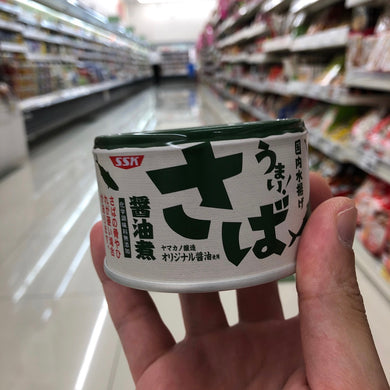 国内水揚げ
うまい!
さば
SSK
醤油煮
ヤマカノ醸造
オリジナル醤油使用